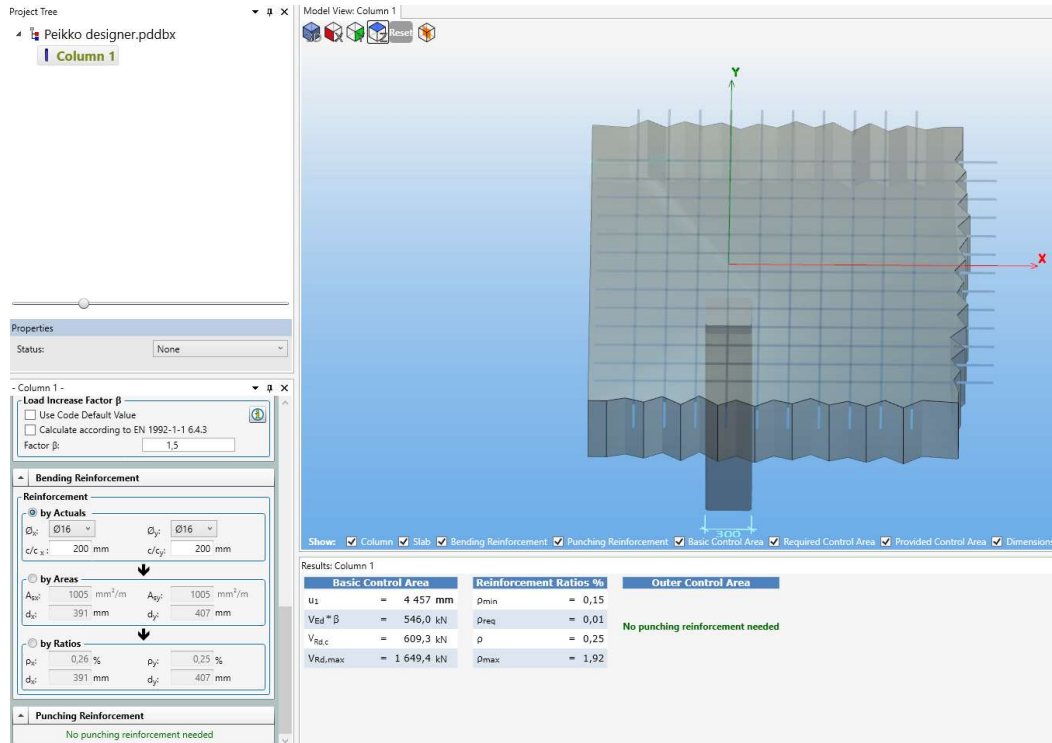 Project Tree
Peikko designer.pddbx
Column 1
Properties
Status: None
- Column 1 -
Load Increase Factor β
Use Code Default Value
Calculate according to EN 1992-1-1 6.4.3
Factor β: 1,5
Bending Reinforcement
Reinforcement
by Actuals
Øx: Ø16 Øy: Ø16
c/c x: 200 mm c/cy: 200 mm
by Areas
Asx: 1005 mm²/m Asy: 1005 mm²/m
dx: 391 mm dy: 407 mm
by Ratios
ρx: 0,26 % ρy: 0,25 %
dx: 391 mm dy: 407 mm
Punching Reinforcement
No punching reinforcement needed
Model View: Column 1
Reset
Y
X
300
Show: Column Slab Bending Reinforcement Punching Reinforcement Basic Control Area Required Control Area Provided Control Area Dimensions
Results: Column 1
Basic Control Area
u1 = 4 457 mm
VEd * β = 546,0 kN
VRd,c = 609,3 kN
VRd,max = 1 649,4 kN
Reinforcement Ratios %
ρmin = 0,15
ρreq = 0,01
ρ = 0,25
ρmax = 1,92
Outer Control Area
No punching reinforcement needed